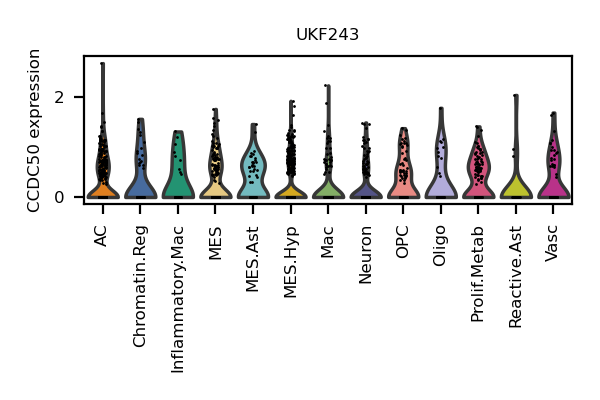 UKF243
CCDC50 expression
2
0
AC
Chromatin.Reg
Inflammatory.Mac
MES
MES.Ast
MES.Hyp
Mac
Neuron
OPC
Oligo
Prolif.Metab
Reactive.Ast
Vasc